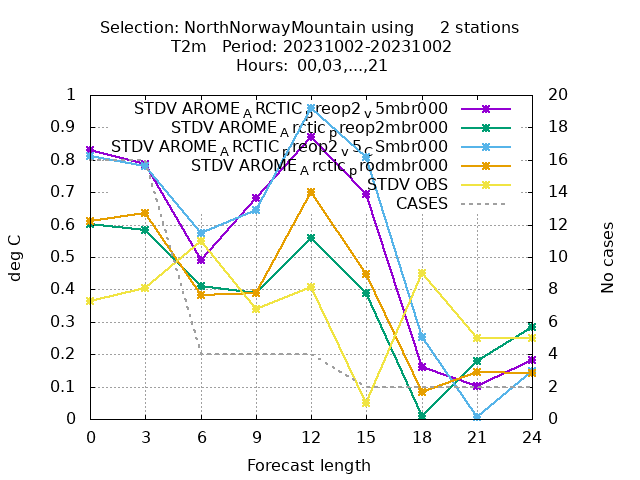 Selection: NorthNorwayMountain using 2 stations
T2m Period: 20231002-20231002
Hours: 00,03,...,21
STDV AROME_ARCTIC_preop2_v5mbr000
STDV AROME_Arctic_preop2mbr000
STDV AROME_ARCTIC_preop2_v5_CSmbr000
STDV AROME_Arctic_prodmbr000
STDV OBS
CASES
deg C
0
0.1
0.2
0.3
0.4
0.5
0.6
0.7
0.8
0.9
1
No cases
0
2
4
6
8
10
12
14
16
18
20
0 3 6 9 12 15 18 21 24
Forecast length